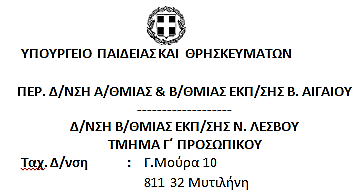 ΥΠΟΥΡΓΕΙΟ ΠΑΙΔΕΙΑΣ ΚΑΙ ΘΡΗΣΚΕΥΜΑΤΩΝ
ΠΕΡ. Δ/ΝΣΗ Α/ΘΜΙΑΣ & Β/ΘΜΙΑΣ ΕΚΠ/ΣΗΣ Β. ΑΙΓΑΙΟΥ
-------------------
Δ/ΝΣΗ Β/ΘΜΙΑΣ ΕΚΠ/ΣΗΣ Ν. ΛΕΣΒΟΥ
ΤΜΗΜΑ Γ΄ ΠΡΟΣΩΠΙΚΟΥ
Ταχ. Δ/νση : Γ.Μούρα 10
811 32 Μυτιλήνη